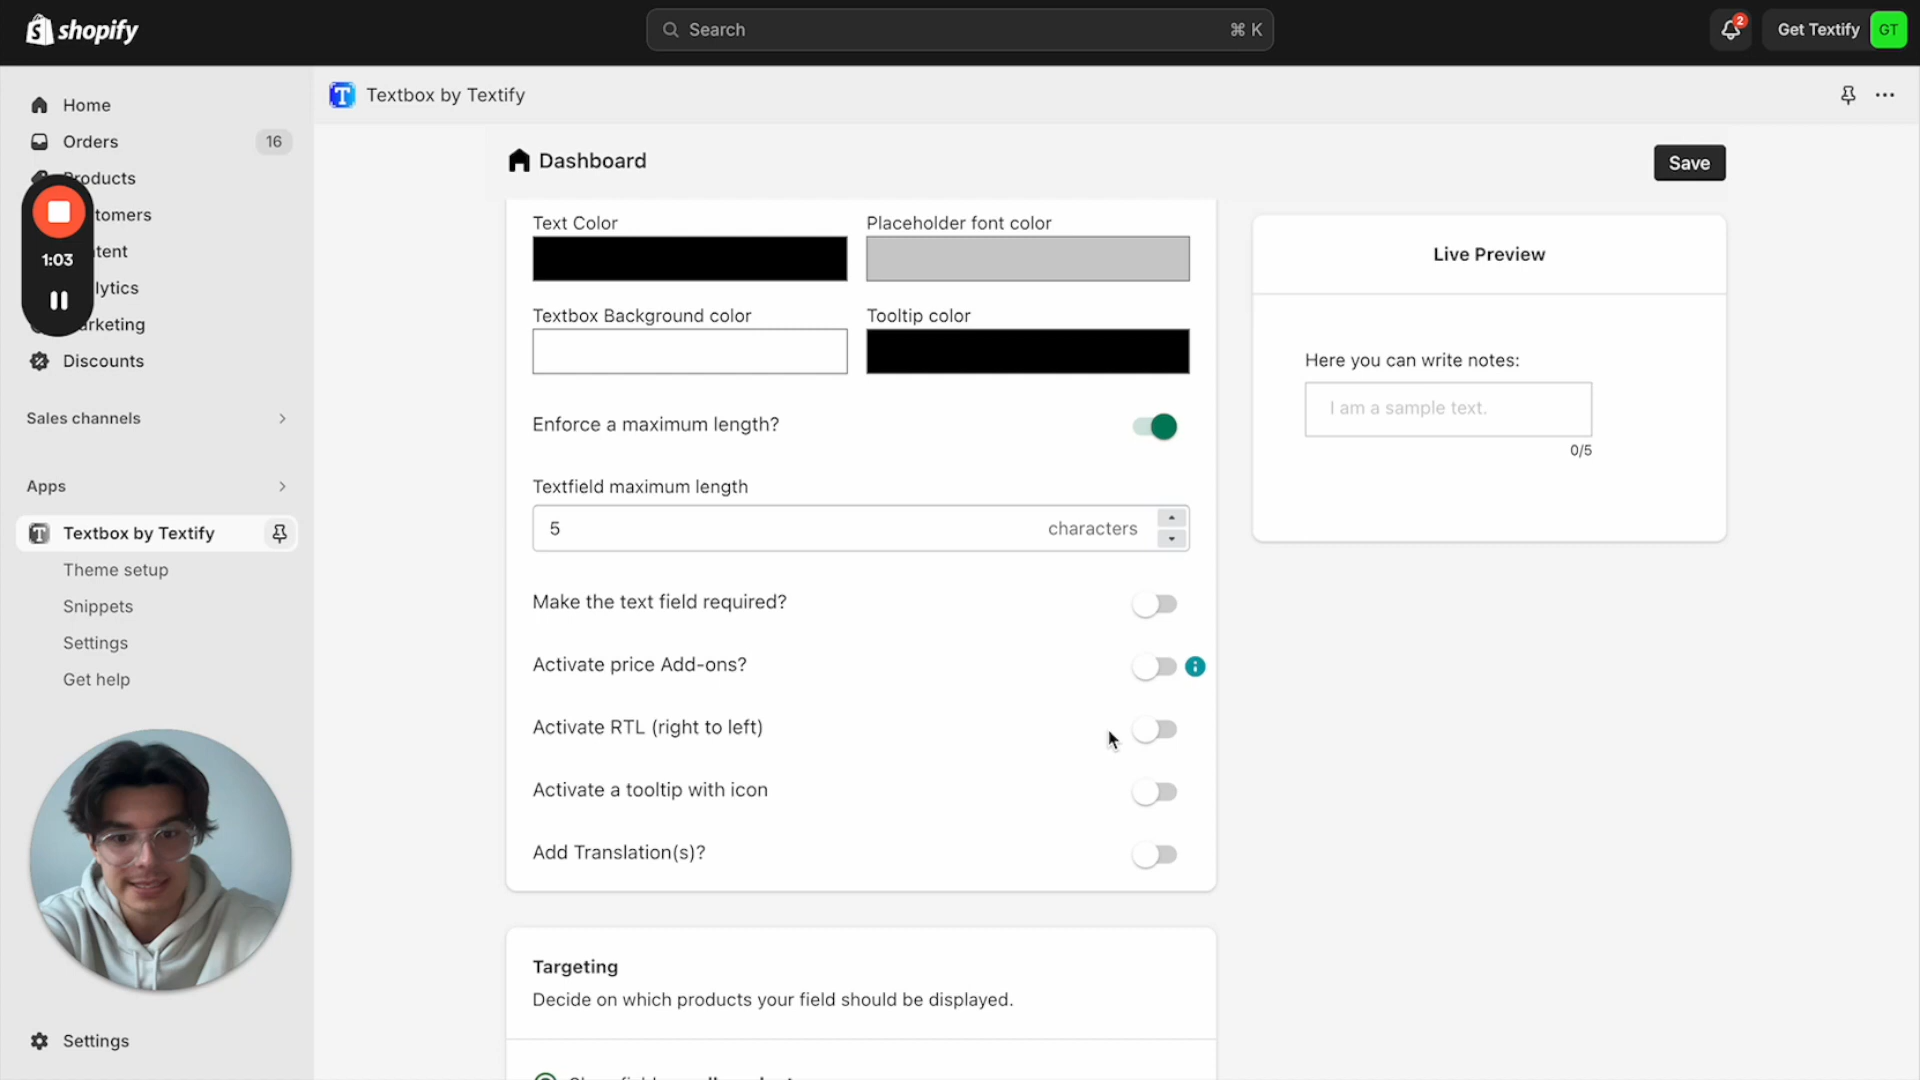 shopify
Search
⌘ K
2
Get Textify
GT
Home
Orders
16
Products
tomers
tent
lytics
rketing
Discounts
1:03
Sales channels
Apps
Textbox by Textify
Theme setup
Snippets
Settings
Get help
Settings
Textbox by Textify
Dashboard
Save
Text Color
Placeholder font color
Textbox Background color
Tooltip color
Enforce a maximum length?
Textfield maximum length
5
characters
Make the text field required?
Activate price Add-ons?
Activate RTL (right to left)
Activate a tooltip with icon
Add Translation(s)?
Targeting
Decide on which products your field should be displayed.
Live Preview
Here you can write notes:
I am a sample text.
0/5